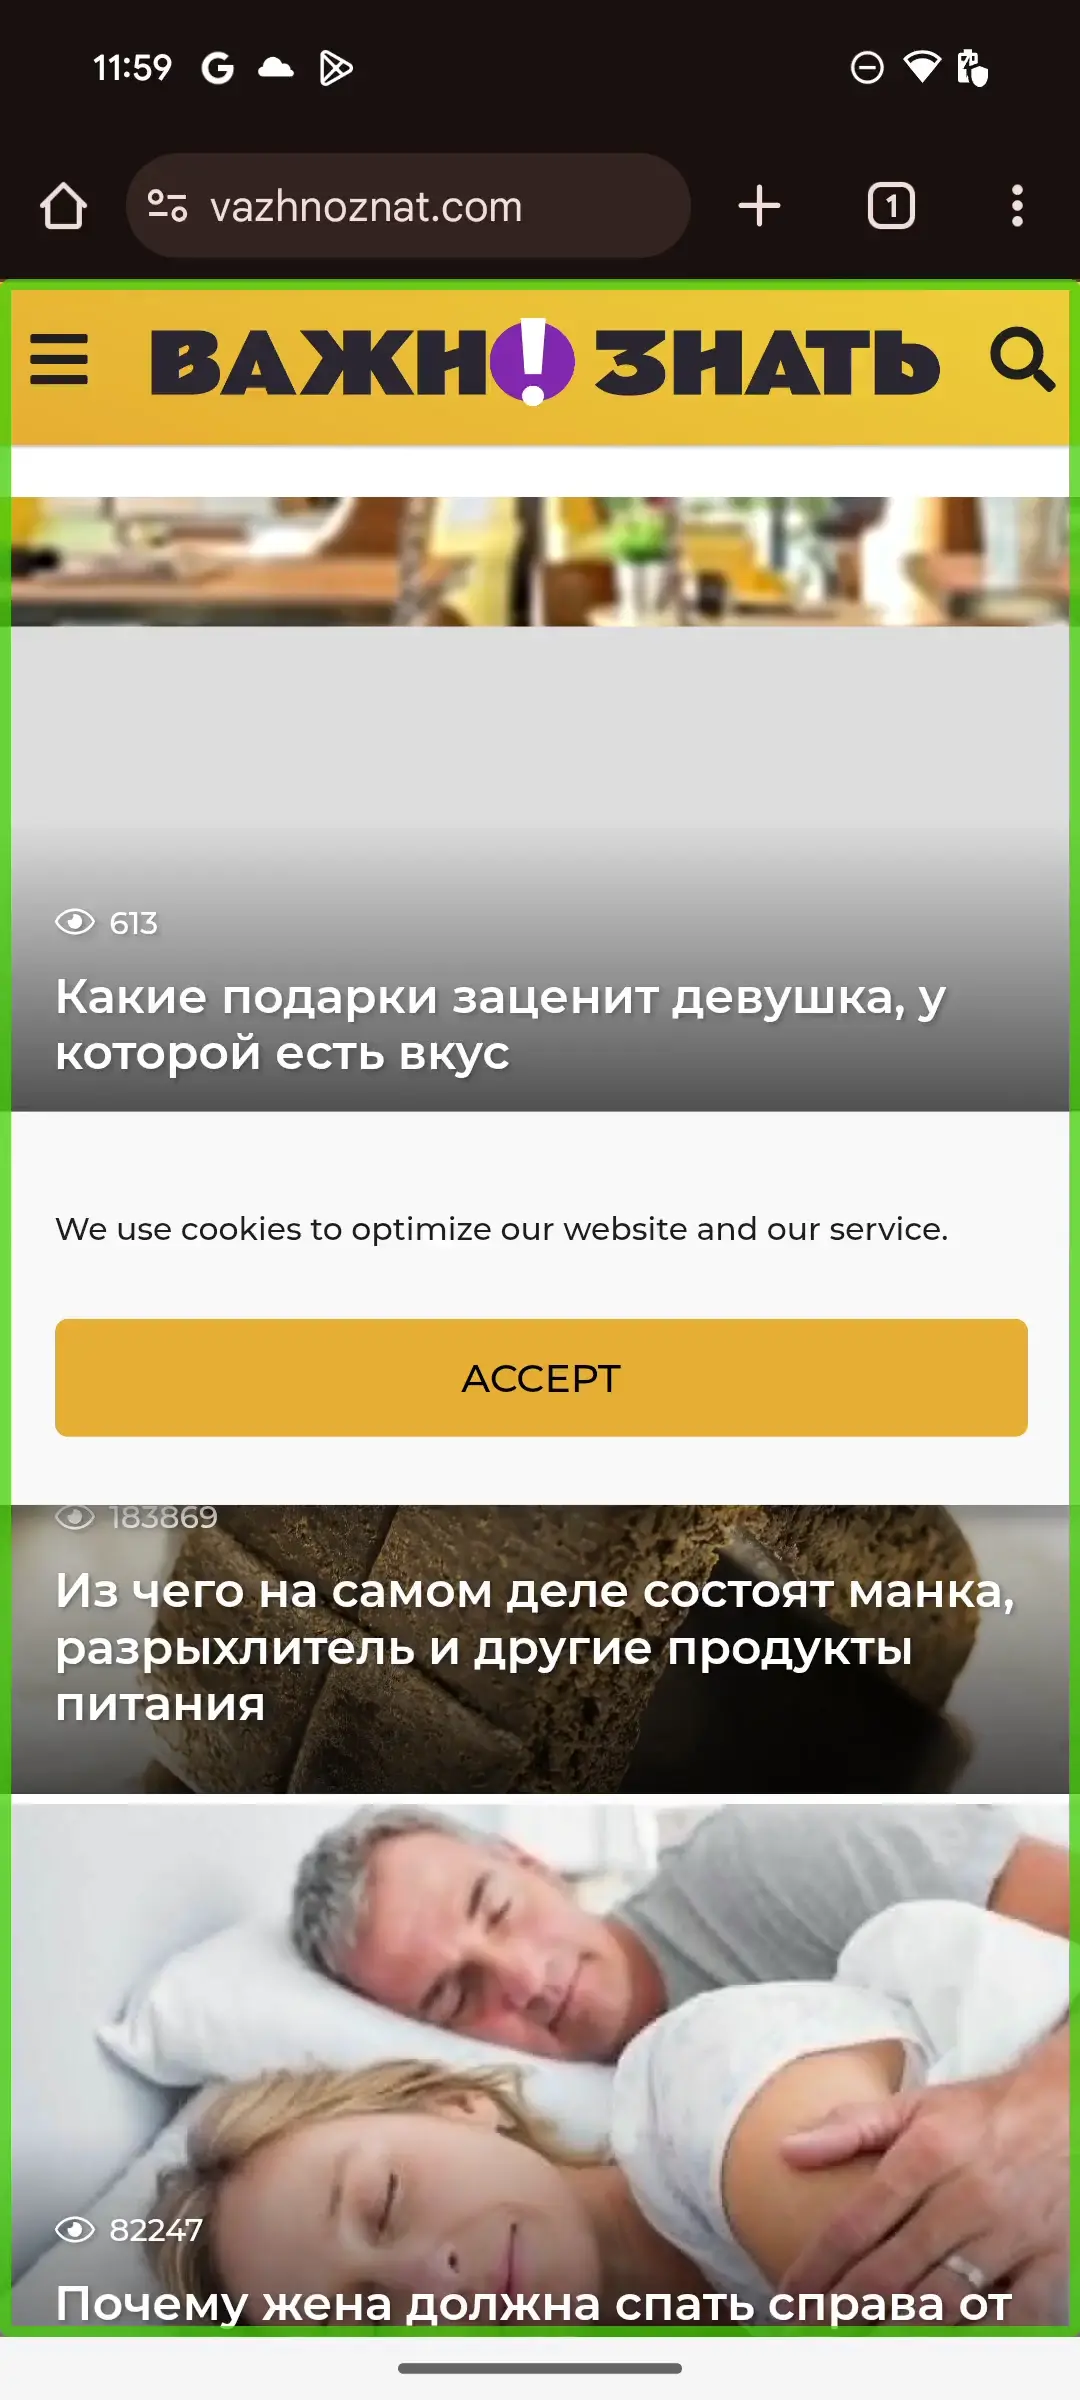 11:59
vazhnoznat.com
1
ВАЖН!ЗНАТЬ
613
Какие подарки заценит девушка, у
которой есть вкус
We use cookies to optimize our website and our service.
ACCEPT
183869
Из чего на самом деле состоят манка,
разрыхлитель и другие продукты
питания
82247
Почему жена должна спать справа от